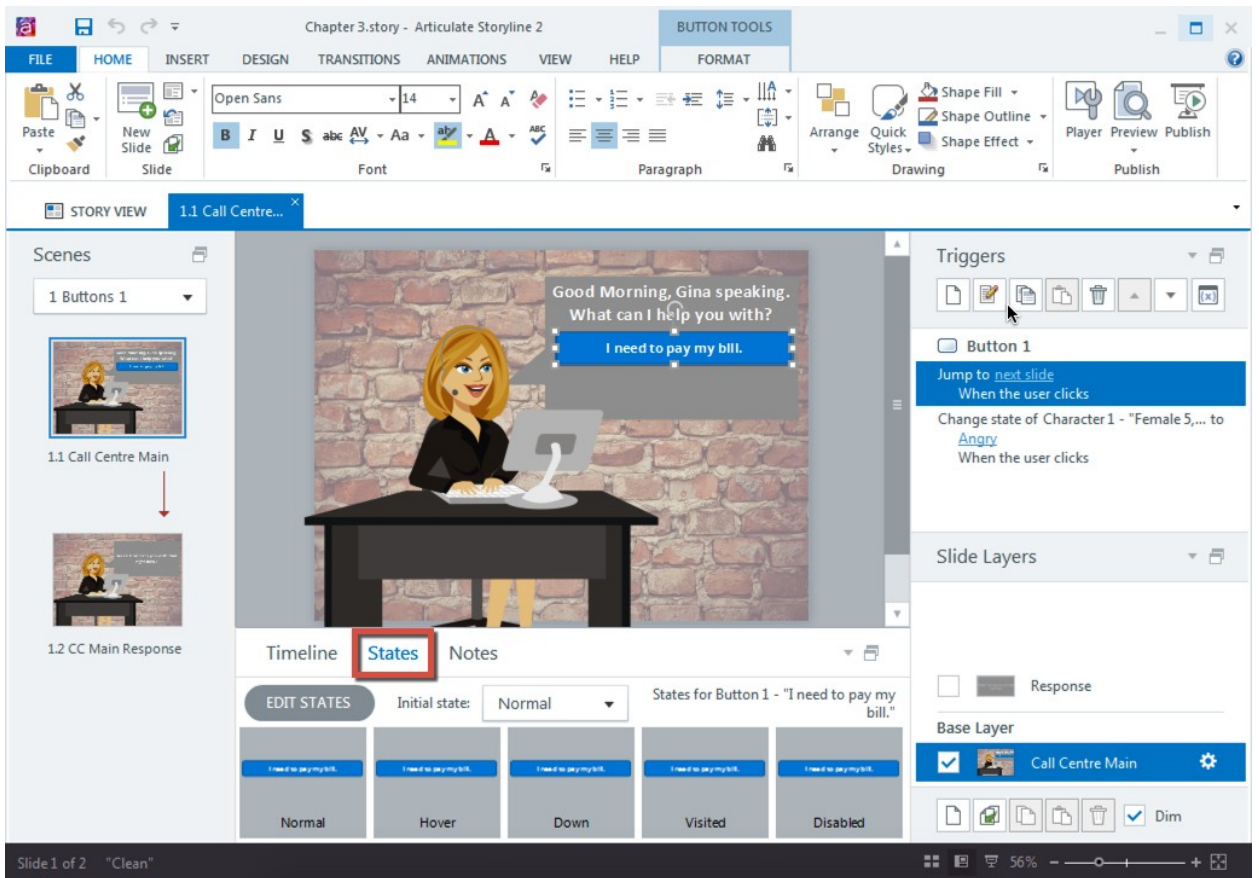 Chapter 3.story - Articulate Storyline 2
BUTTON TOOLS
FILE
HOME
INSERT
DESIGN
TRANSITIONS
ANIMATIONS
VIEW
HELP
FORMAT
Paste
New
Slide
Open Sans
14
A A
B I U S abc AV Aa aby A ABC
Arrange
Quick
Styles
Shape Fill
Shape Outline
Shape Effect
Player
Preview
Publish
Clipboard
Slide
Font
Paragraph
Drawing
Publish
STORY VIEW
1.1 Call Centre...
Scenes
1 Buttons 1
1.1 Call Centre Main
1.2 CC Main Response
Good Morning, Gina speaking.
What can I help you with?
I need to pay my bill.
Triggers
Button 1
Jump to next slide
When the user clicks
Change state of Character 1 - "Female 5,... to
Angry
When the user clicks
Slide Layers
Response
Base Layer
Call Centre Main
Dim
Timeline
States
Notes
EDIT STATES
Initial state:
Normal
States for Button 1 - "I need to pay my
bill."
I need to pay my bill.
I need to pay my bill.
I need to pay my bill.
I need to pay my bill.
I need to pay my bill.
Normal
Hover
Down
Visited
Disabled
Slide 1 of 2
"Clean"
56%